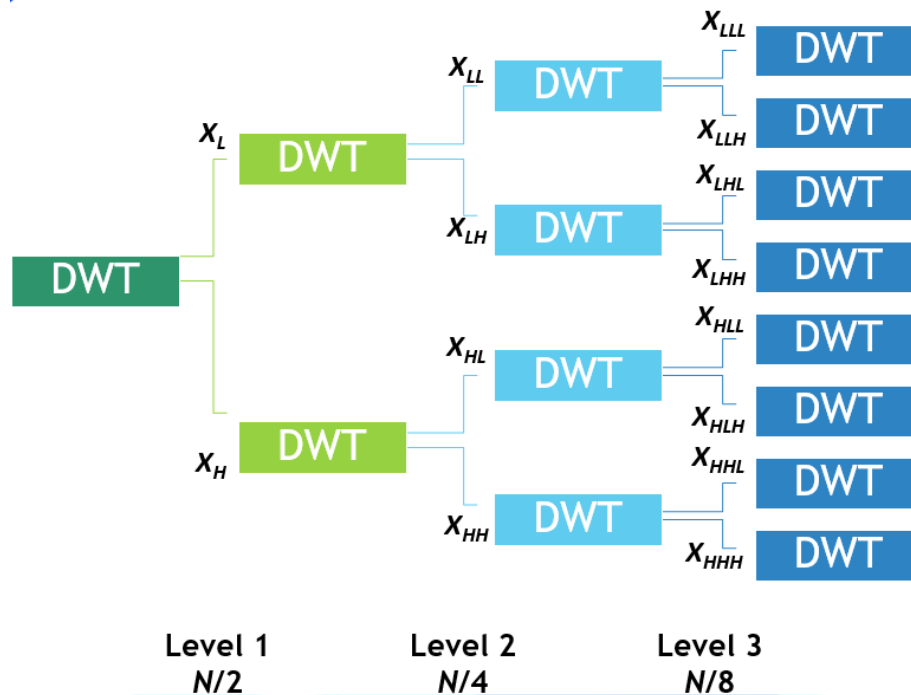 X_LLL
DWT
X_LL
DWT
X_L
DWT
X_LLH
DWT
X_LHL
DWT
X_LH
DWT
X_LHH
DWT
DWT
X_HLL
DWT
X_HL
DWT
X_HLH
DWT
X_H
DWT
X_HHL
DWT
X_HH
DWT
X_HHH
DWT
Level 1
N/2
Level 2
N/4
Level 3
N/8